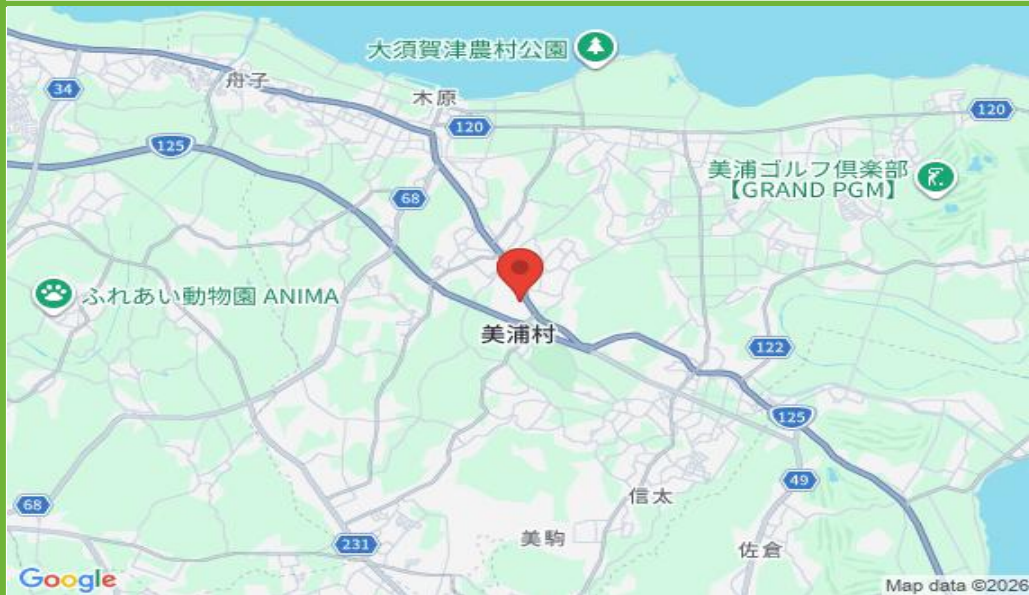 大須賀津農村公園
34
舟子
木原
120
120
125
美浦ゴルフ倶楽部
【GRAND PGM】
68
ふれあい動物園 ANIMA
美浦村
122
125
49
信太
68
美駒
231
佐倉
Google
Map data ©2026